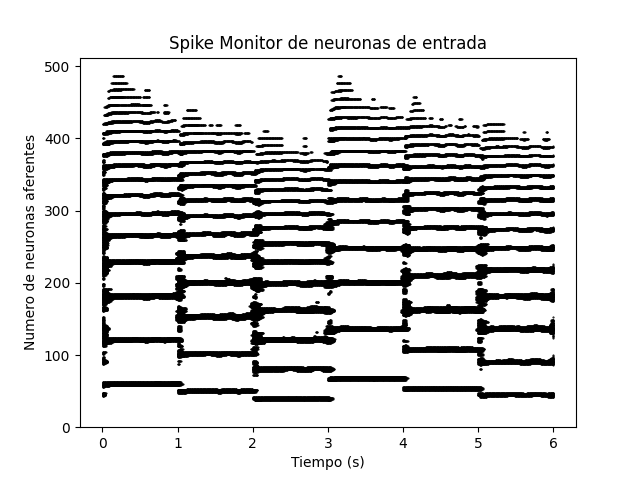 Spike Monitor de neuronas de entrada
500
400
300
200
100
0
Numero de neuronas aferentes
0 1 2 3 4 5 6
Tiempo (s)